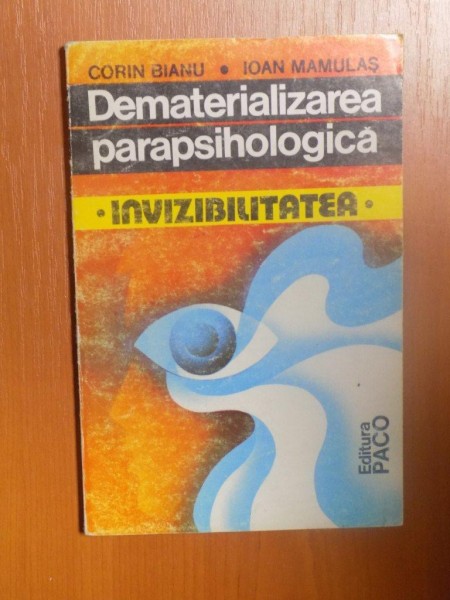 CORIN BIANU • IOAN MAMULAȘ
Dematerializarea
parapsihologică
• INVIZIBILITATEA •
Editura
PACO